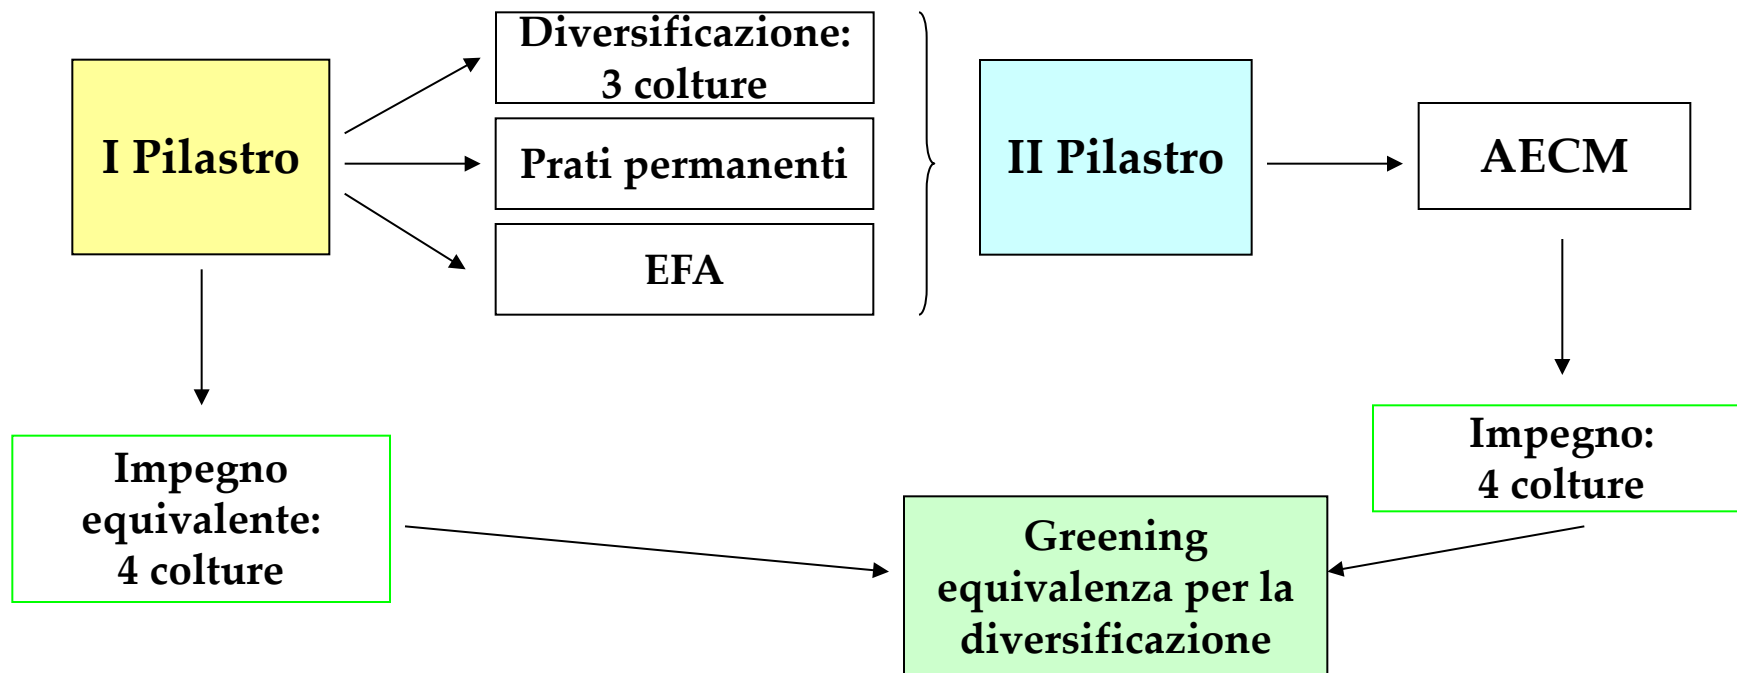 Diversificazione:
3 colture
I Pilastro
Prati permanenti
EFA
II Pilastro
AECM
Impegno
equivalente:
4 colture
Impegno:
4 colture
Greening
equivalenza per la
diversificazione